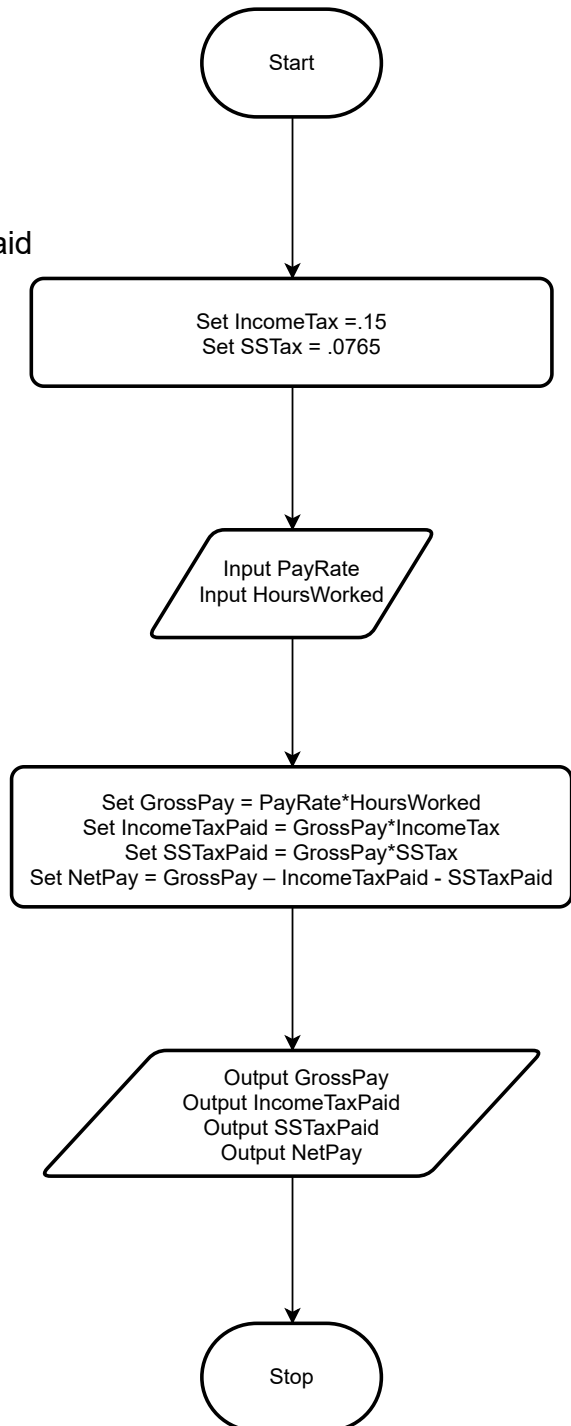 Start
aid
Set IncomeTax =.15
Set SSTax = .0765
Input PayRate
Input HoursWorked
Set GrossPay = PayRate*HoursWorked
Set IncomeTaxPaid = GrossPay*IncomeTax
Set SSTaxPaid = GrossPay*SSTax
Set NetPay = GrossPay – IncomeTaxPaid - SSTaxPaid
Output GrossPay
Output IncomeTaxPaid
Output SSTaxPaid
Output NetPay
Stop